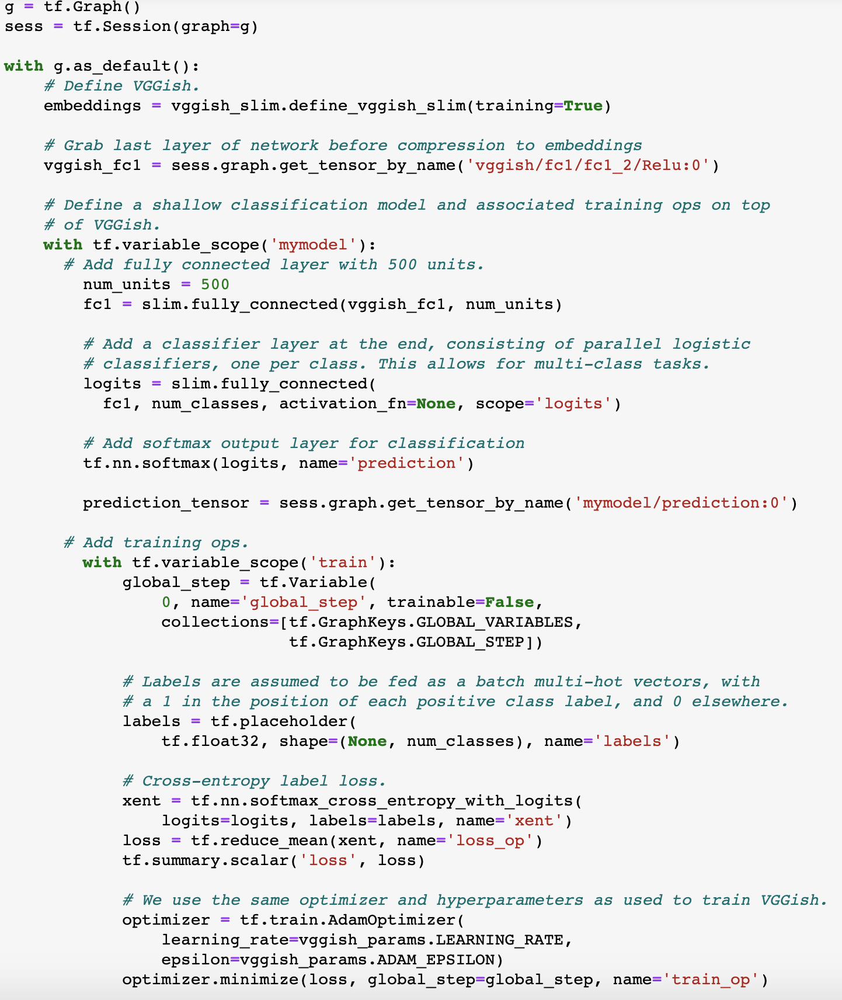 g = tf.Graph()
sess = tf.Session(graph=g)
with g.as_default():
# Define VGGish.
embeddings = vggish_slim.define_vggish_slim(training=True)
# Grab last layer of network before compression to embeddings
vggish_fc1 = sess.graph.get_tensor_by_name('vggish/fc1/fc1_2/Relu:0')
# Define a shallow classification model and associated training ops on top
# of VGGish.
with tf.variable_scope('mymodel'):
# Add fully connected layer with 500 units.
num_units = 500
fc1 = slim.fully_connected(vggish_fc1, num_units)
# Add a classifier layer at the end, consisting of parallel logistic
# classifiers, one per class. This allows for multi-class tasks.
logits = slim.fully_connected(
fc1, num_classes, activation_fn=None, scope='logits')
# Add softmax output layer for classification
tf.nn.softmax(logits, name='prediction')
prediction_tensor = sess.graph.get_tensor_by_name('mymodel/prediction:0')
# Add training ops.
with tf.variable_scope('train'):
global_step = tf.Variable(
0, name='global_step', trainable=False,
collections=[tf.GraphKeys.GLOBAL_VARIABLES,
tf.GraphKeys.GLOBAL_STEP])
# Labels are assumed to be fed as a batch multi-hot vectors, with
# a 1 in the position of each positive class label, and 0 elsewhere.
labels = tf.placeholder(
tf.float32, shape=(None, num_classes), name='labels')
# Cross-entropy label loss.
xent = tf.nn.softmax_cross_entropy_with_logits(
logits=logits, labels=labels, name='xent')
loss = tf.reduce_mean(xent, name='loss_op')
tf.summary.scalar('loss', loss)
# We use the same optimizer and hyperparameters as used to train VGGish.
optimizer = tf.train.AdamOptimizer(
learning_rate=vggish_params.LEARNING_RATE,
epsilon=vggish_params.ADAM_EPSILON)
optimizer.minimize(loss, global_step=global_step, name='train_op')